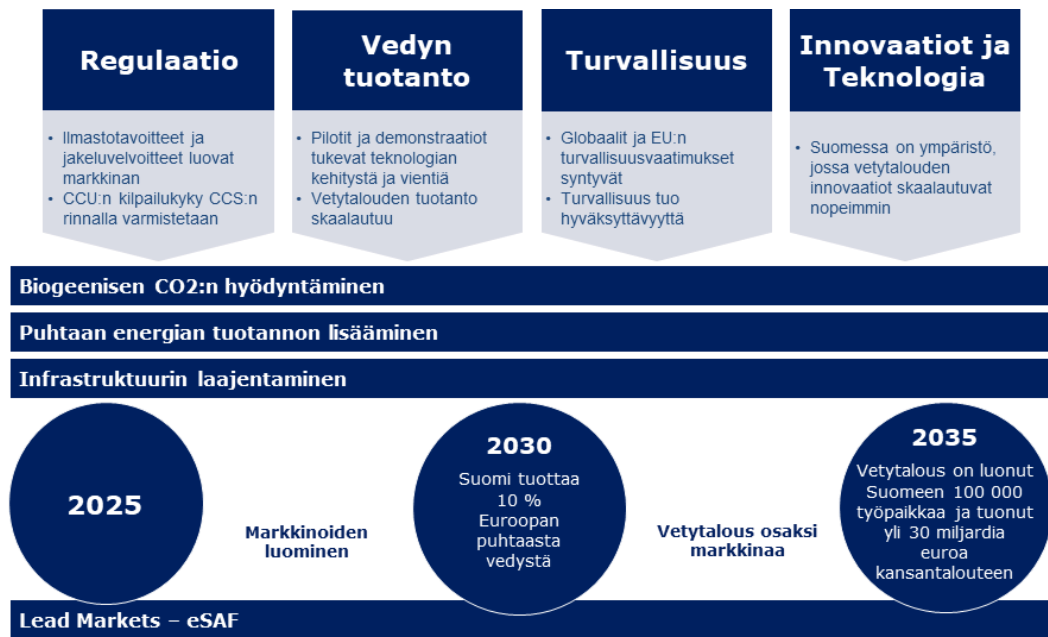 Regulaatio
• Ilmastotavoitteet ja
jakeluvelvoitteet luovat
markkinan
• CCU:n kilpailukyky CCS:n
rinnalla varmistetaan
Vedyn
tuotanto
• Pilotit ja demonstraatiot
tukevat teknologian
kehitystä ja vientiä
• Vetytalouden tuotanto
skaalautuu
Turvallisuus
• Globaalit ja EU:n
turvallisuusvaatimukset
syntyvät
• Turvallisuus tuo
hyväksyttävyyttä
Innovaatiot ja
Teknologia
• Suomessa on ympäristö,
jossa vetytalouden
innovaatiot skaalautuvat
nopeimmin
Biogeenisen CO2:n hyödyntäminen
Puhtaan energian tuotannon lisääminen
Infrastruktuurin laajentaminen
2025
Markkinoiden
luominen
2030
Suomi tuottaa
10 %
Euroopan
puhtaasta
vedystä
Vetytalous osaksi
markkinaa
2035
Vetytalous on luonut
Suomeen 100 000
työpaikkaa ja tuonut
yli 30 miljardia
euroa
kansantalouteen
Lead Markets – eSAF